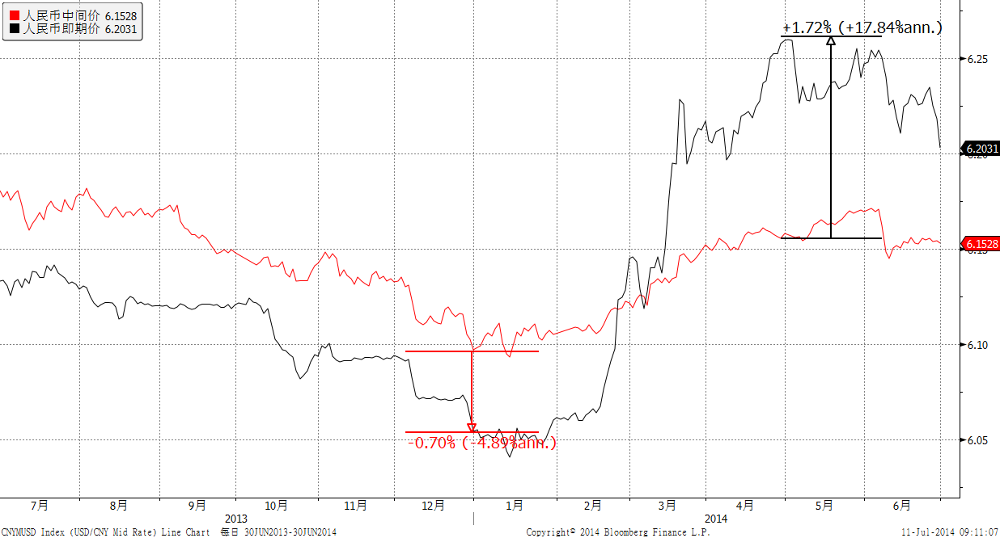 人民币中间价 6.1528
人民币即期价 6.2031
+1.72% (+17.84%ann.)
6.25
6.2031
6.20
6.1528
6.15
6.10
-0.70% (-4.89%ann.)
6.05
7月 8月 9月 10月 11月 12月 1月 2月 3月 4月 5月 6月
2013 2014
CNYMUSD Index (USD/CNY Mid Rate) Line Chart 每日 30JUN2013-30JUN2014 Copyright© 2014 Bloomberg Finance L.P. 11-Jul-2014 09:11:07